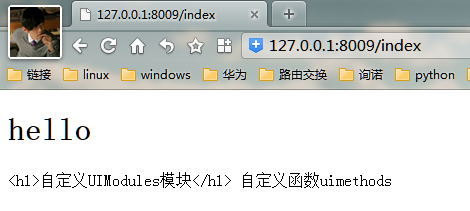 127.0.0.1:8009/index
127.0.0.1:8009/index
链接 linux windows 华为 路由交换 询诺 python
hello
<h1>自定义UIModules模块</h1> 自定义函数uimethods